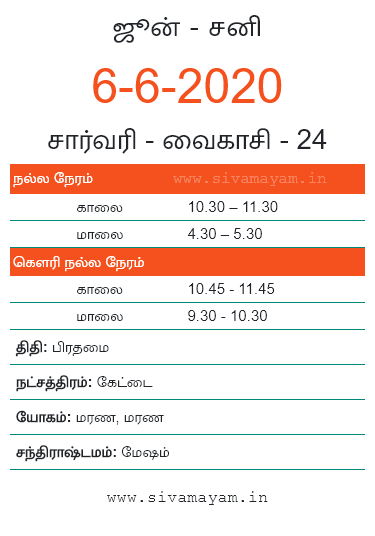 ஜூன் - சனி
6-6-2020
சார்வரி - வைகாசி - 24
நல்ல நேரம் www.sivamayam.in
காலை 10.30 – 11.30
மாலை 4.30 – 5.30
கௌரி நல்ல நேரம்
காலை 10.45 - 11.45
மாலை 9.30 - 10.30
திதி: பிரதமை
நட்சத்திரம்: கேட்டை
யோகம்: மரண, மரண
சந்திராஷ்டமம்: மேஷம்
www.sivamayam.in